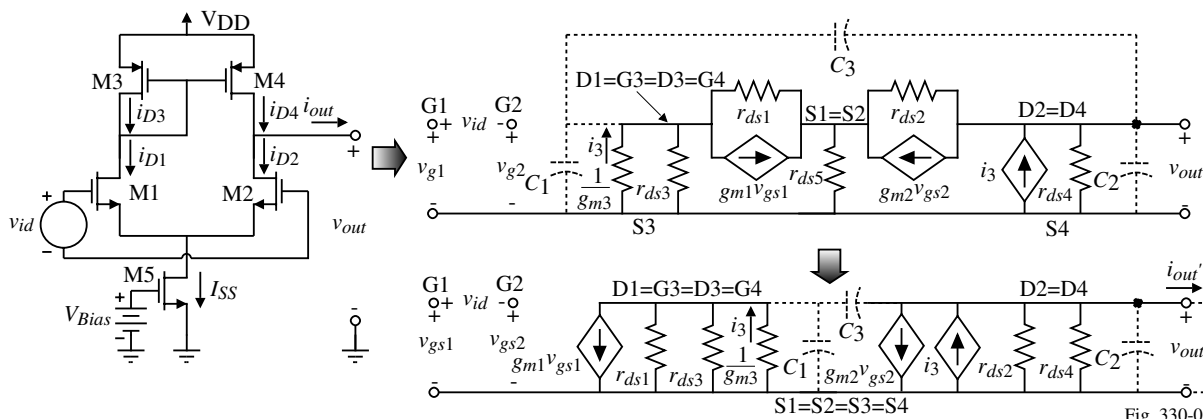 VDD
M3
M4
iD3
iD4
iout
+
iD1
iD2
M1
M2
+
vid
−
vout
M5
ISS
+
VBias
−
-
C3
D1=G3=D3=G4
rds1
S1=S2
rds2
D2=D4
G1
G2
+
vid
-
+
vg1
-
vg2
-
C1
i3
1
gm3
rds3
gm1vgs1
rds5
gm2vgs2
i3
rds4
C2
+
vout
-
S3
S4
G1
G2
+
vid
-
+
vgs1
-
vgs2
-
D1=G3=D3=G4
C3
D2=D4
iout'
gm1vgs1
rds1
rds3
i3
1
gm3
C1
gm2vgs2
i3
rds2
rds4
C2
+
vout
-
S1=S2=S3=S4
Fig. 330-0